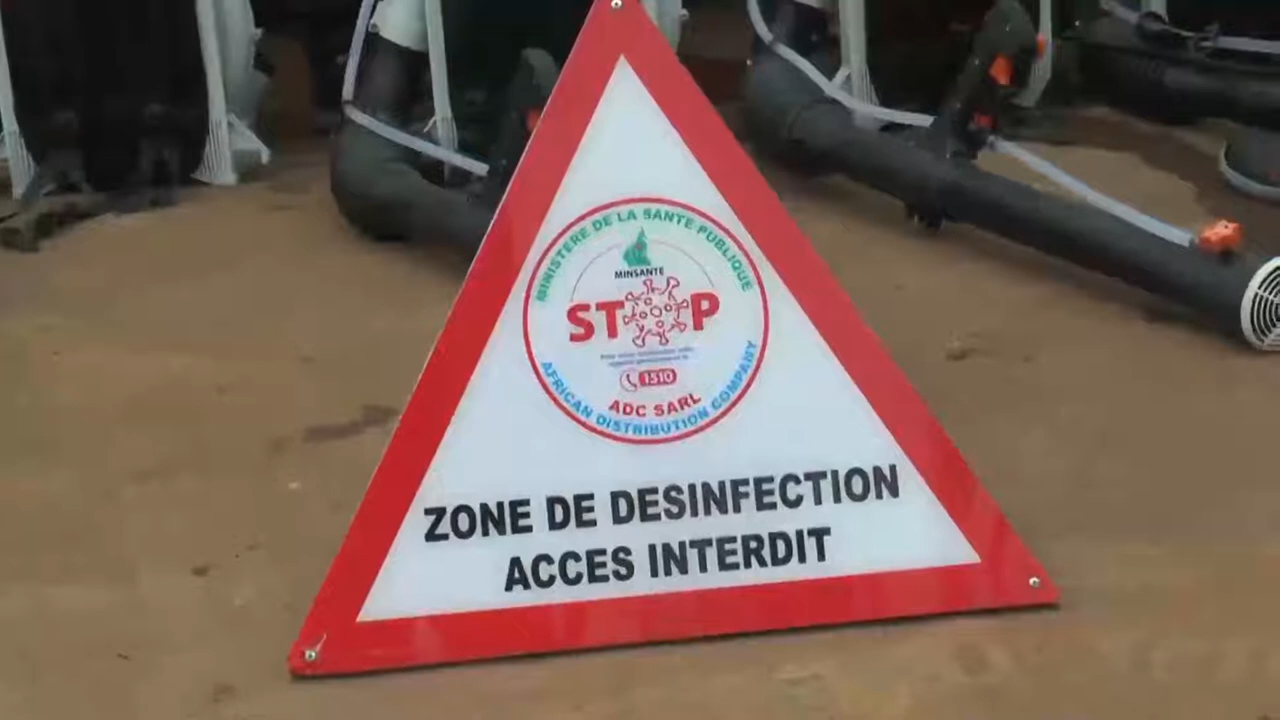 MINISTERE DE LA SANTE PUBLIQUE
MINSANTE
STOP
1510
ADC SARL
AFRICAN DISTRIBUTION COMPANY
ZONE DE DESINFECTION
ACCES INTERDIT